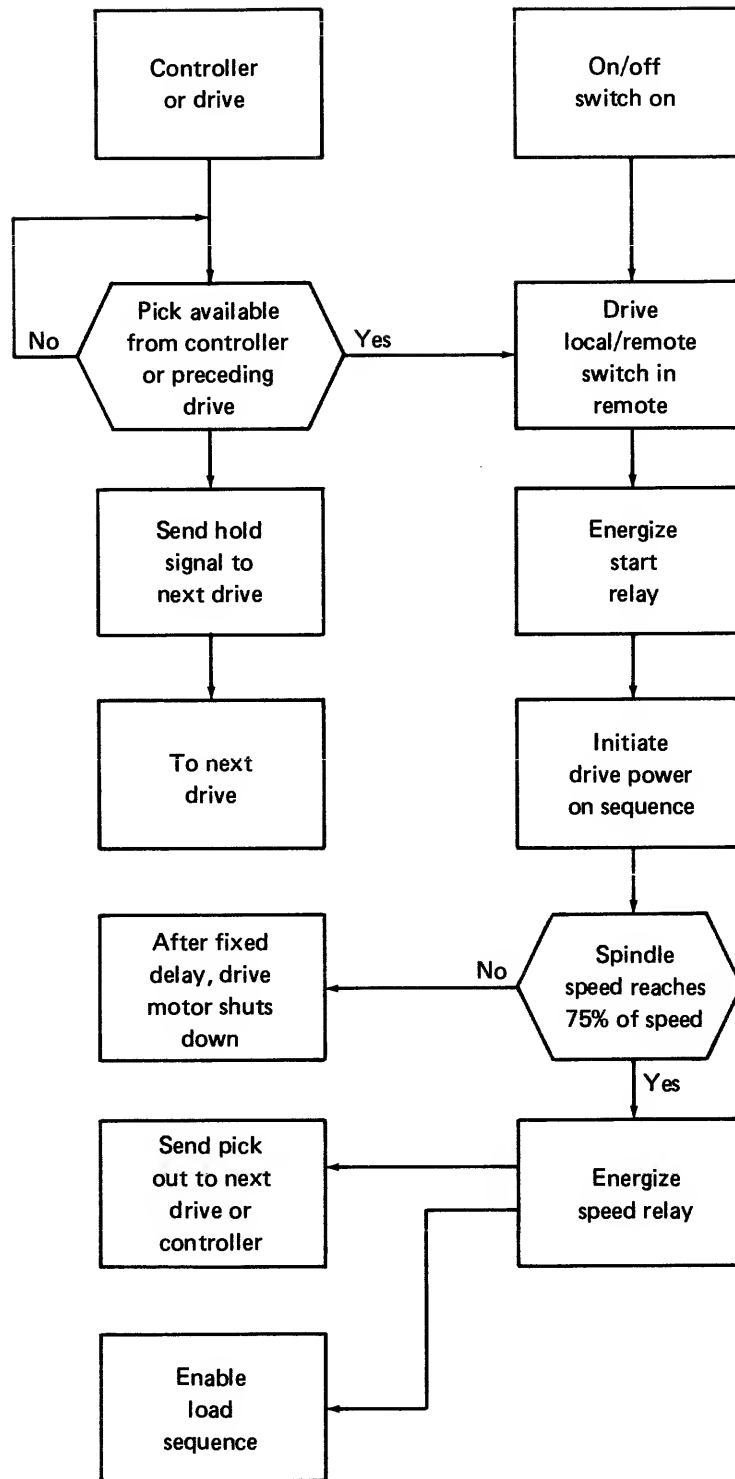 Controller
or drive
On/off
switch on
No
Pick available
from controller
or preceding
drive
Yes
Drive
local/remote
switch in
remote
Send hold
signal to
next drive
Energize
start
relay
To next
drive
Initiate
drive power
on sequence
After fixed
delay, drive
motor shuts
down
No
Spindle
speed reaches
75% of speed
Yes
Send pick
out to next
drive or
controller
Energize
speed relay
Enable
load
sequence